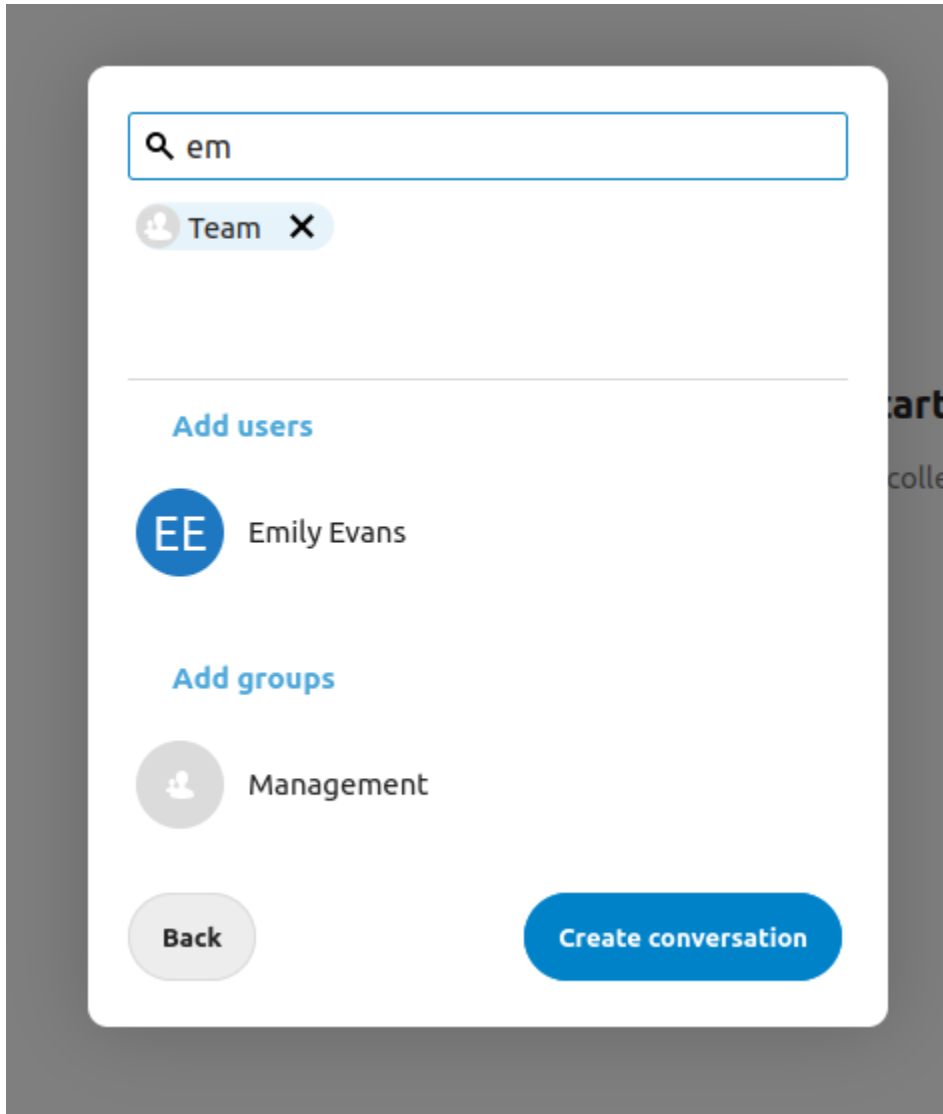 em
Team
Add users
EE
Emily Evans
Add groups
Management
Back
Create conversation